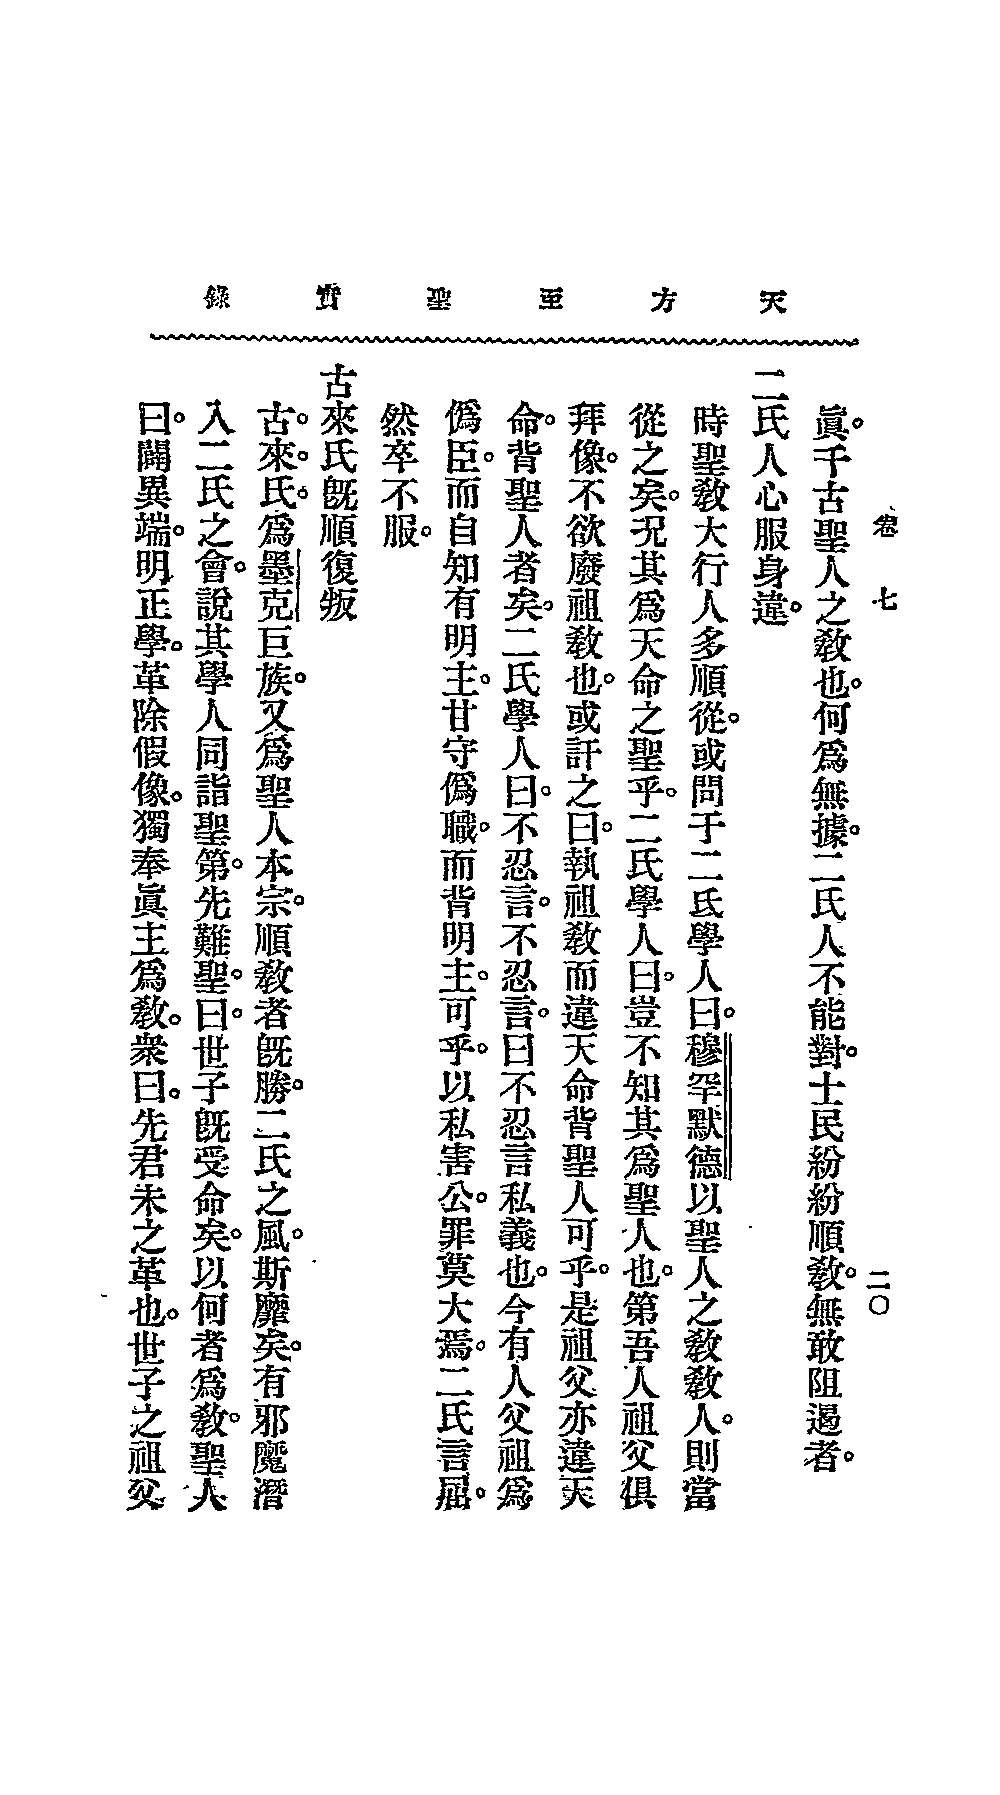 天方至聖實錄
卷七　二〇
眞。千古聖人之敎也。何爲無據。二氏人不能對。士民紛紛順敎。無敢阻遏者。
二氏人心服身違。
時聖敎大行人多順從。或問于二氏學人曰。穆罕默德以聖人之敎敎人。則當
從之矣。況其爲天命之聖乎。二氏學人曰。豈不知其爲聖人也。第吾人祖父俱
拜像。不欲廢祖敎也。或訐之曰。執祖敎而違天命背聖人可乎。是祖父亦違天
命。背聖人者矣。二氏學人曰。不忍言。不忍言。曰不忍言私義也。今有人父祖爲
僞臣。而自知有明主。甘守僞職。而背明主。可乎。以私害公。罪莫大焉。二氏言屈。
然卒不服。
古來氏旣順復叛
古。來。氏。爲墨克巨族。又爲聖人本宗。順敎者旣勝。二氏之風。斯靡矣。有邪魔潛
入二氏之會。說其學人同詣聖。第先難聖。曰。世子旣受命矣。以何者爲敎。聖人
曰。闢異端。明正學。革除假像。獨奉眞主爲敎。衆曰。先君未之革也。世子之祖父